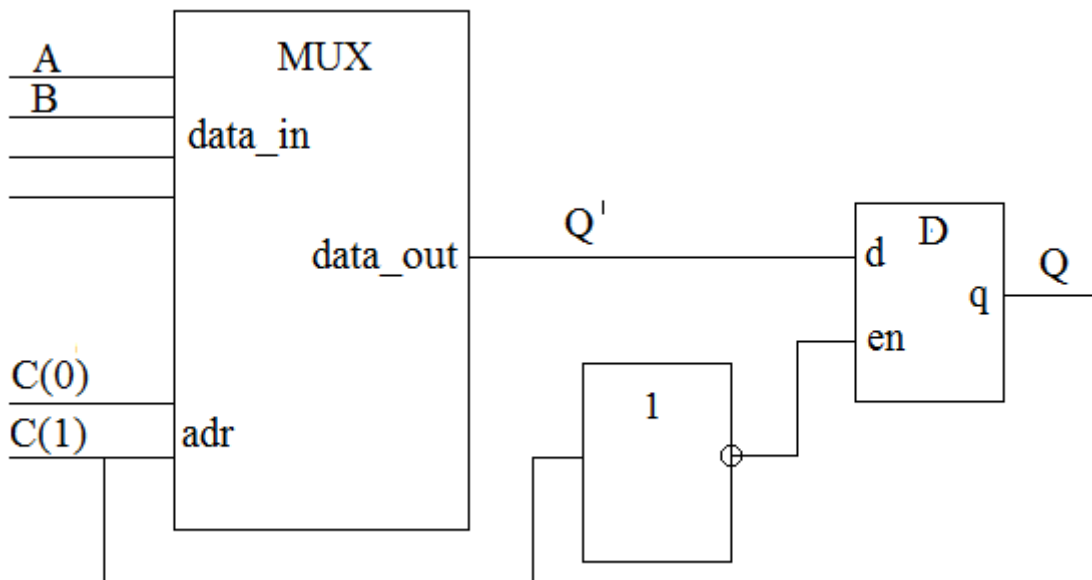 MUX
A
B
data_in
data_out
C(0)
C(1)
adr
Q'
1
D
d
en
q
Q